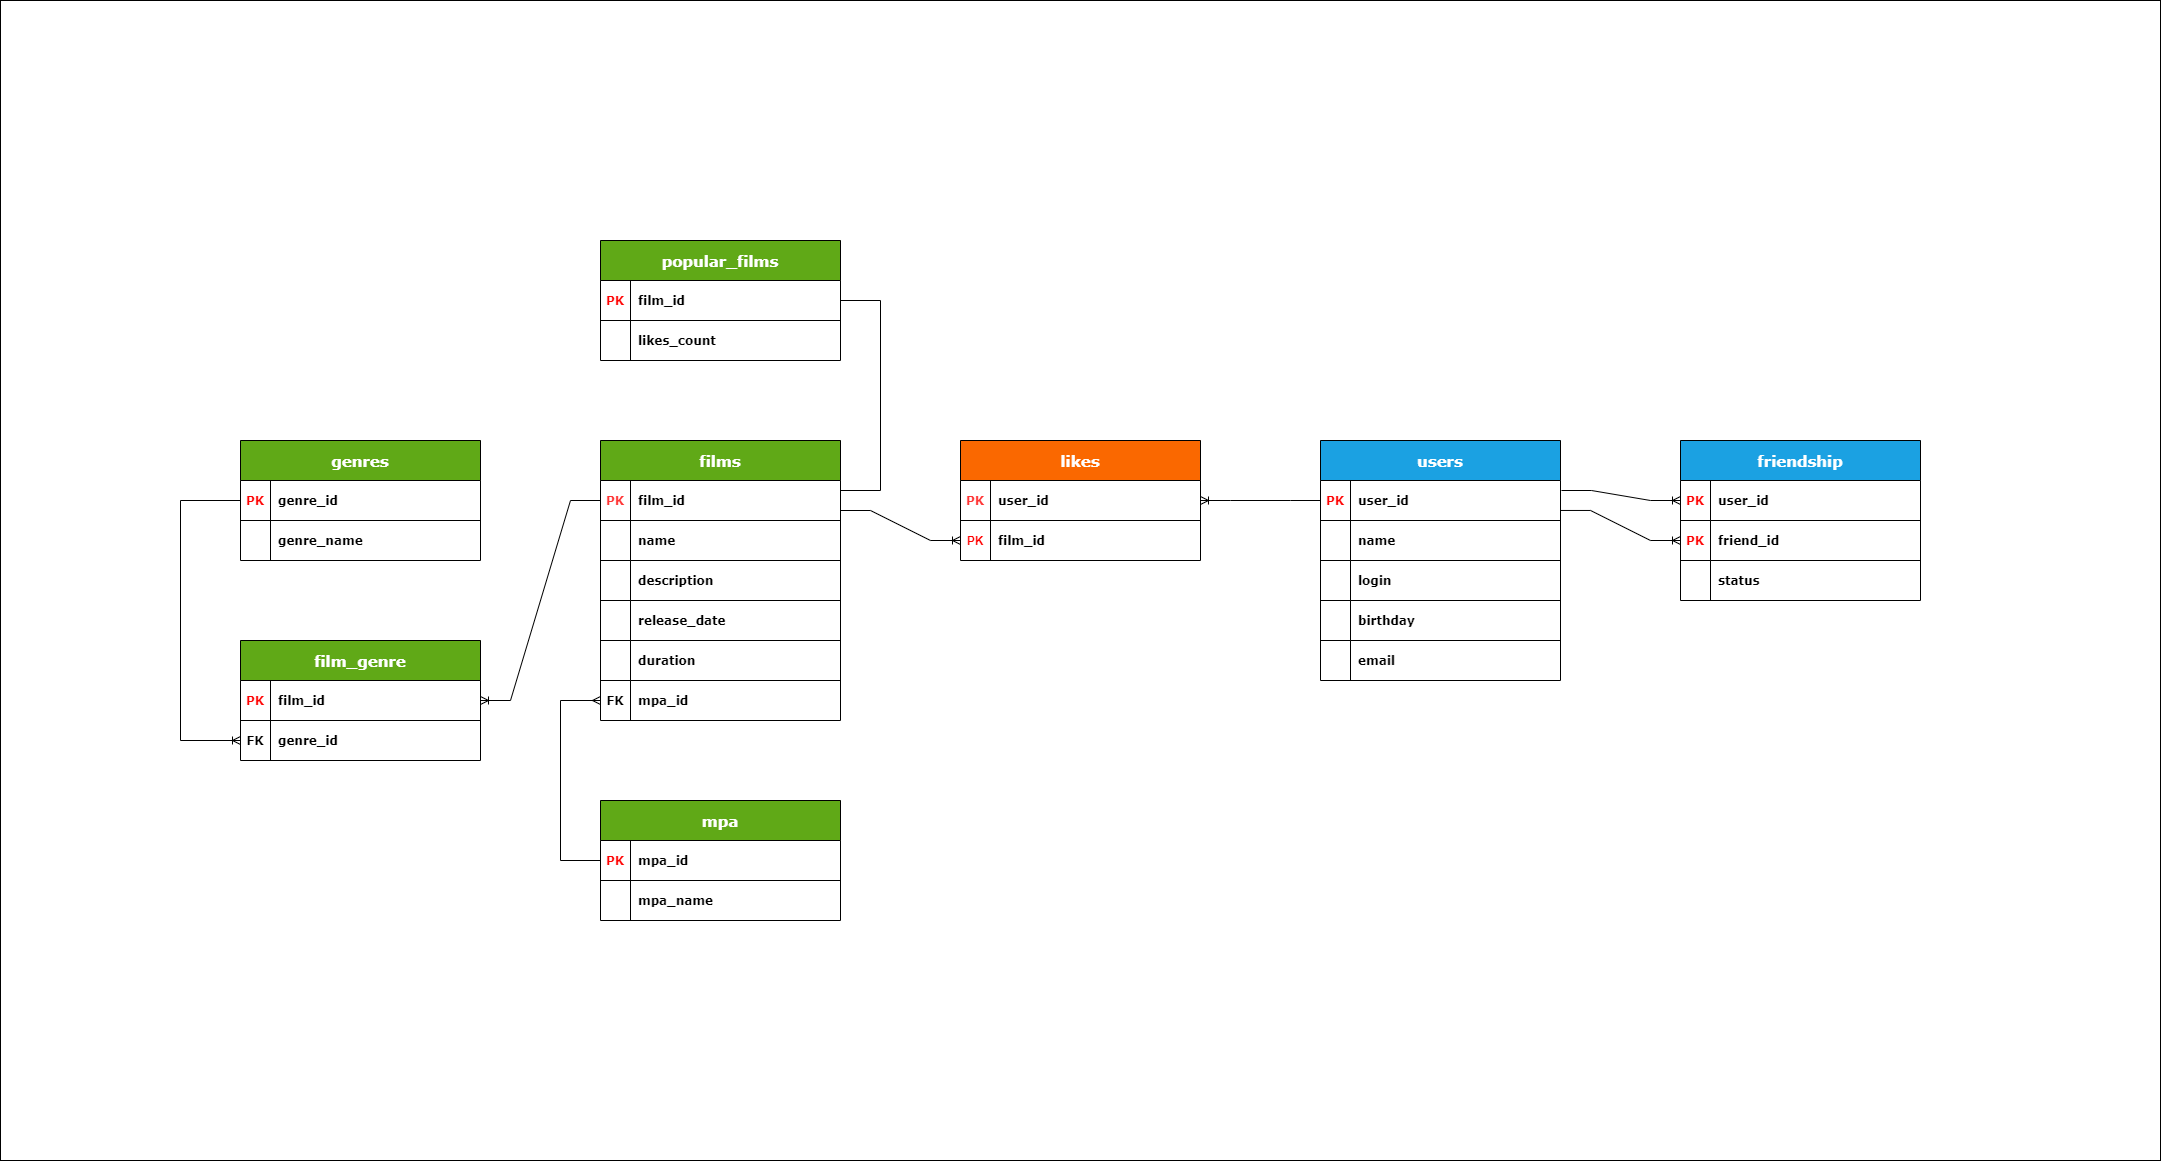 popular_films
PK film_id
likes_count
genres
PK genre_id
genre_name
films
PK film_id
name
description
release_date
duration
FK mpa_id
likes
PK user_id
PK film_id
users
PK user_id
name
login
birthday
email
friendship
PK user_id
PK friend_id
status
film_genre
PK film_id
FK genre_id
mpa
PK mpa_id
mpa_name